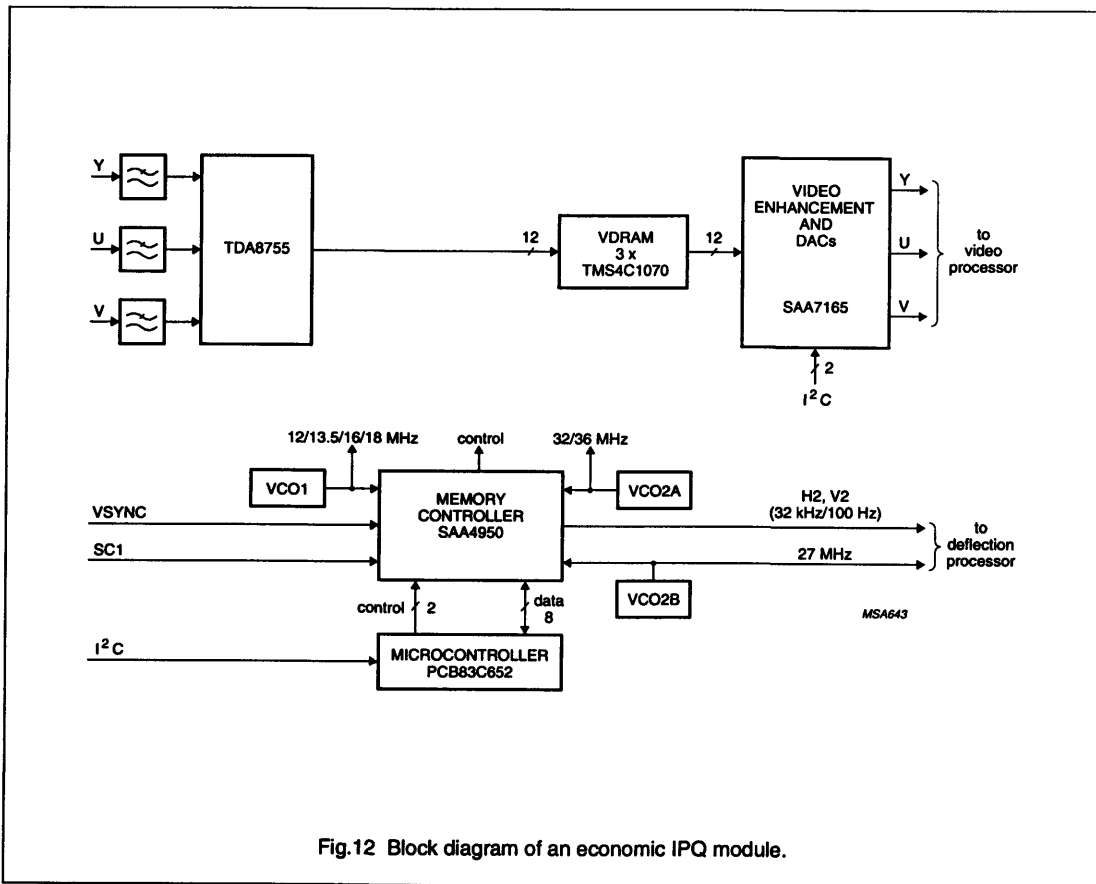 Y
U
V
TDA8755
12
VDRAM
3 x
TMS4C1070
12
VIDEO
ENHANCEMENT
AND
DACs
SAA7165
Y
U
V
to
video
processor
2
I²C
12/13.5/16/18 MHz
control
32/36 MHz
VCO1
MEMORY
CONTROLLER
SAA4950
VCO2A
VSYNC
SC1
H2, V2
(32 kHz/100 Hz)
27 MHz
to
deflection
processor
VCO2B
control
2
data
8
I²C
MICROCONTROLLER
PCB83C652
MSA643
Fig.12 Block diagram of an economic IPQ module.